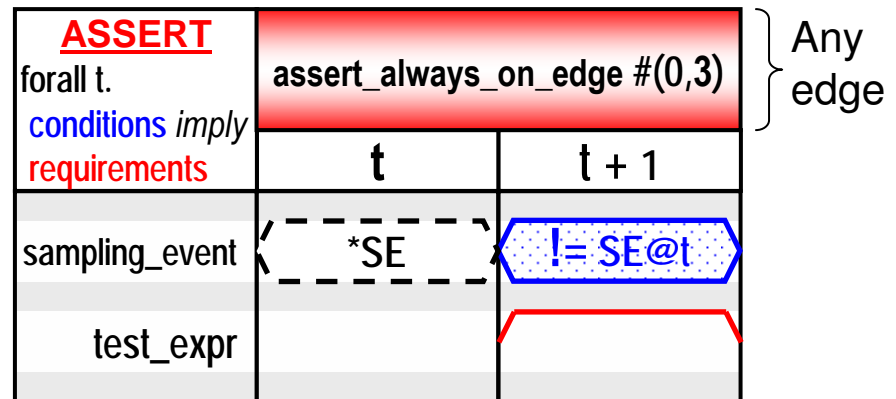 ASSERT
forall t.
conditions imply
requirements
assert_always_on_edge #(0,3)
Any
edge
t
t + 1
sampling_event
*SE
!= SE@t
test_expr